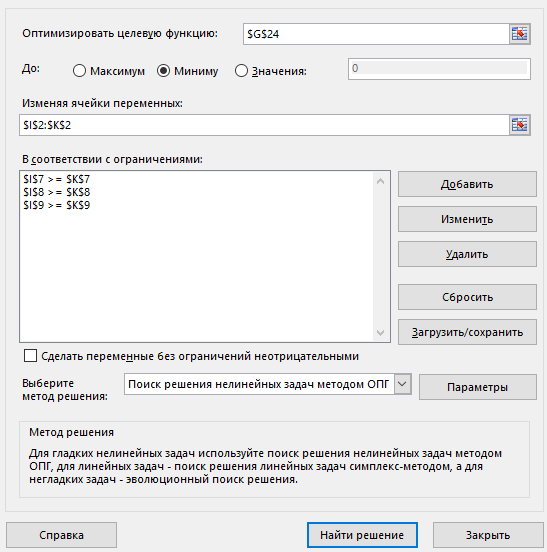 Оптимизировать целевую функцию:
$G$24
До:
Максимум
Миниму
Значения:
0
Изменяя ячейки переменных:
$I$2:$K$2
В соответствии с ограничениями:
$I$7 >= $K$7
$I$8 >= $K$8
$I$9 >= $K$9
Добавить
Изменить
Удалить
Сбросить
Загрузить/сохранить
Сделать переменные без ограничений неотрицательными
Выберите
метод решения:
Поиск решения нелинейных задач методом ОПГ
Параметры
Метод решения
Для гладких нелинейных задач используйте поиск решения нелинейных задач методом
ОПГ, для линейных задач - поиск решения линейных задач симплекс-методом, а для
негладких задач - эволюционный поиск решения.
Справка
Найти решение
Закрыть